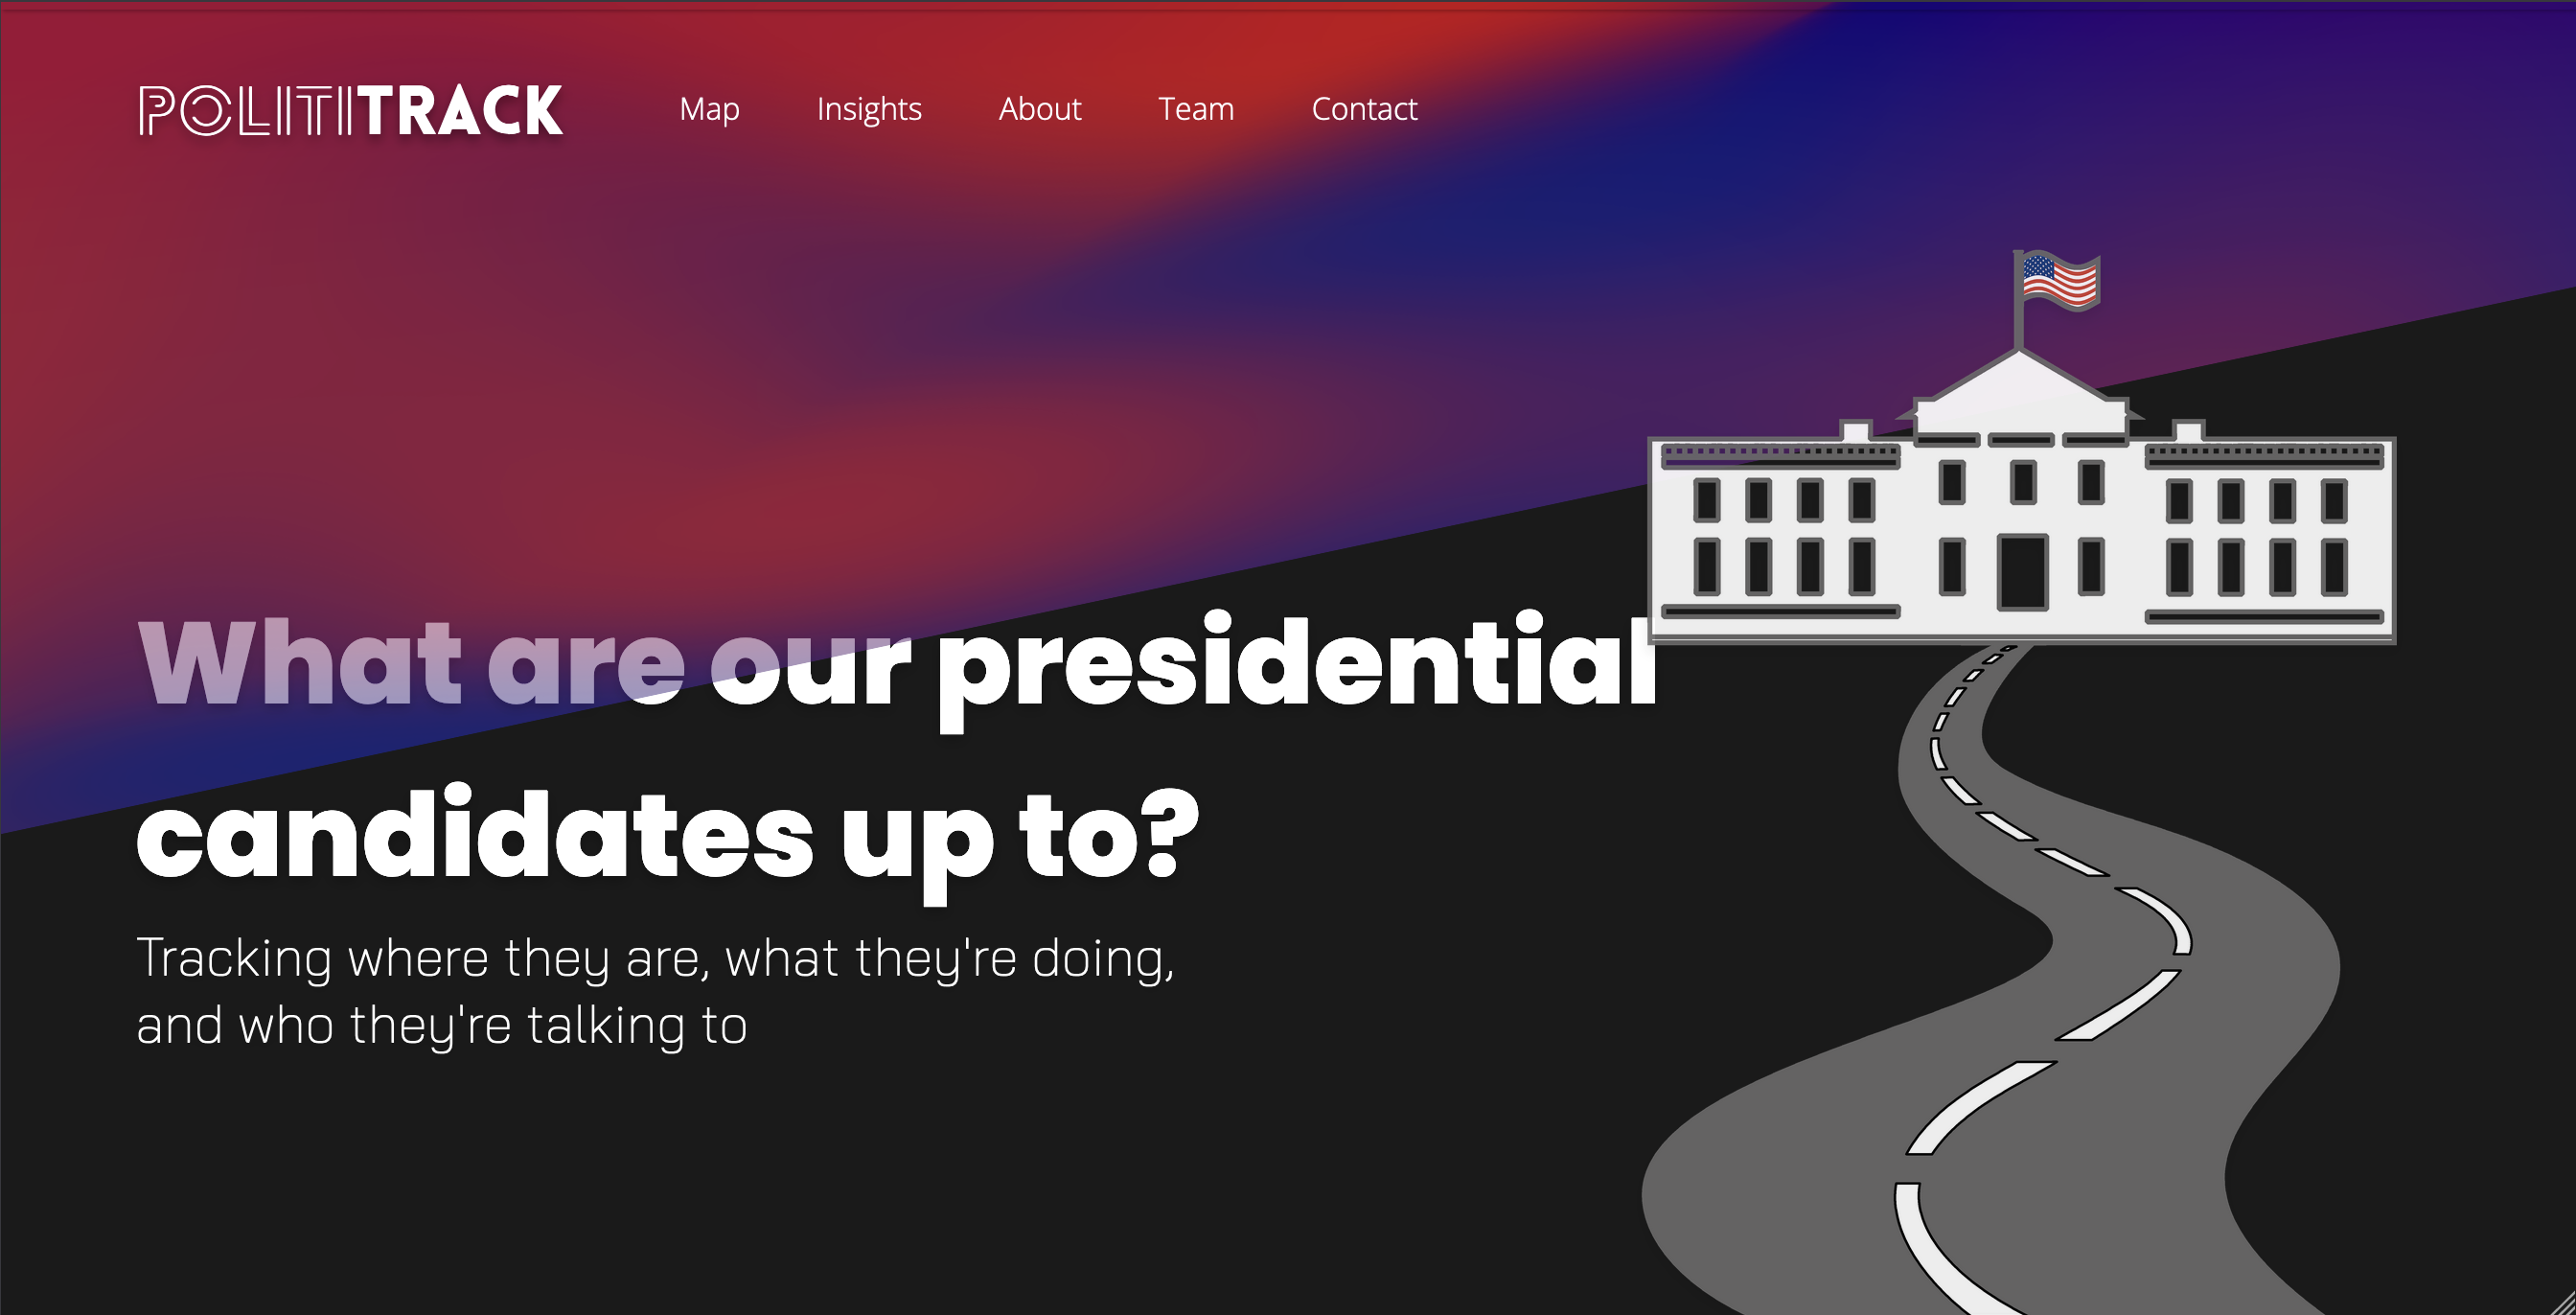 POLITITRACK
Map Insights About Team Contact
What are our presidential
candidates up to?
Tracking where they are, what they're doing,
and who they're talking to